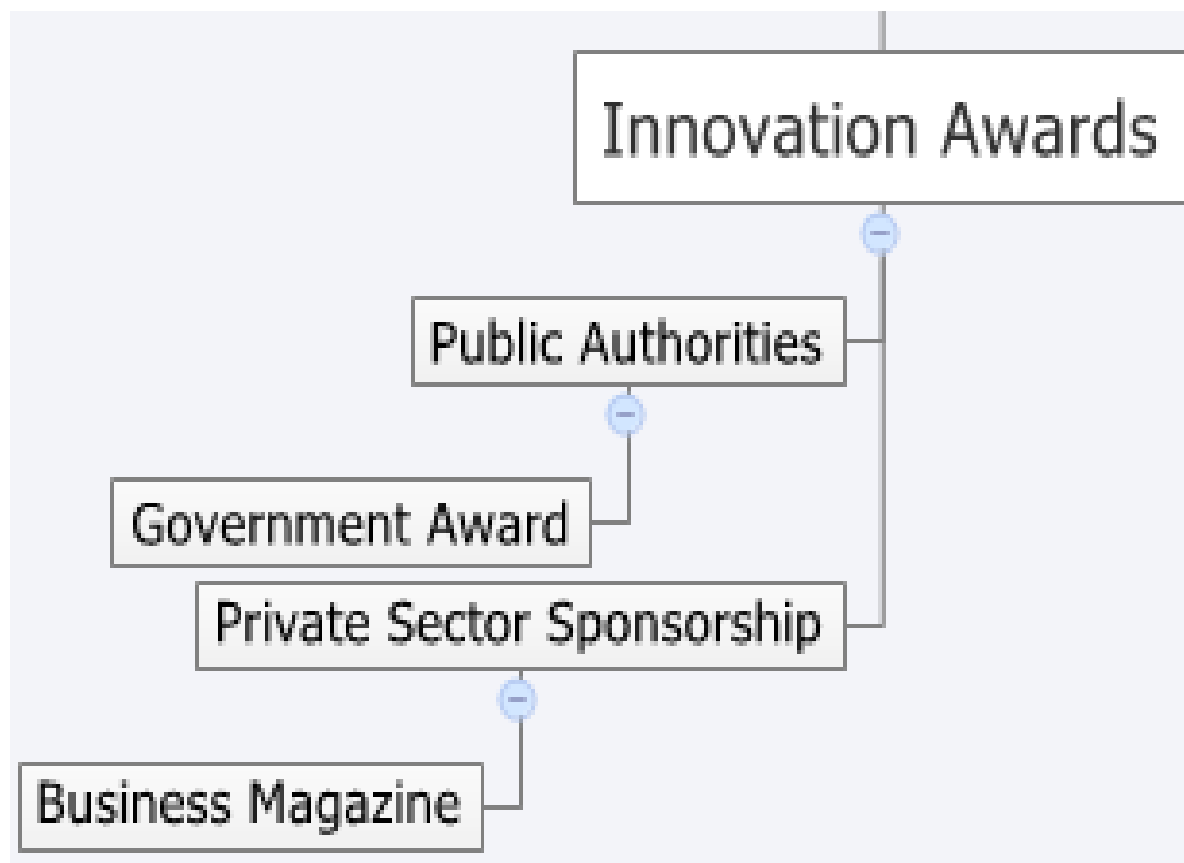 Innovation Awards
Public Authorities
Government Award
Private Sector Sponsorship
Business Magazine